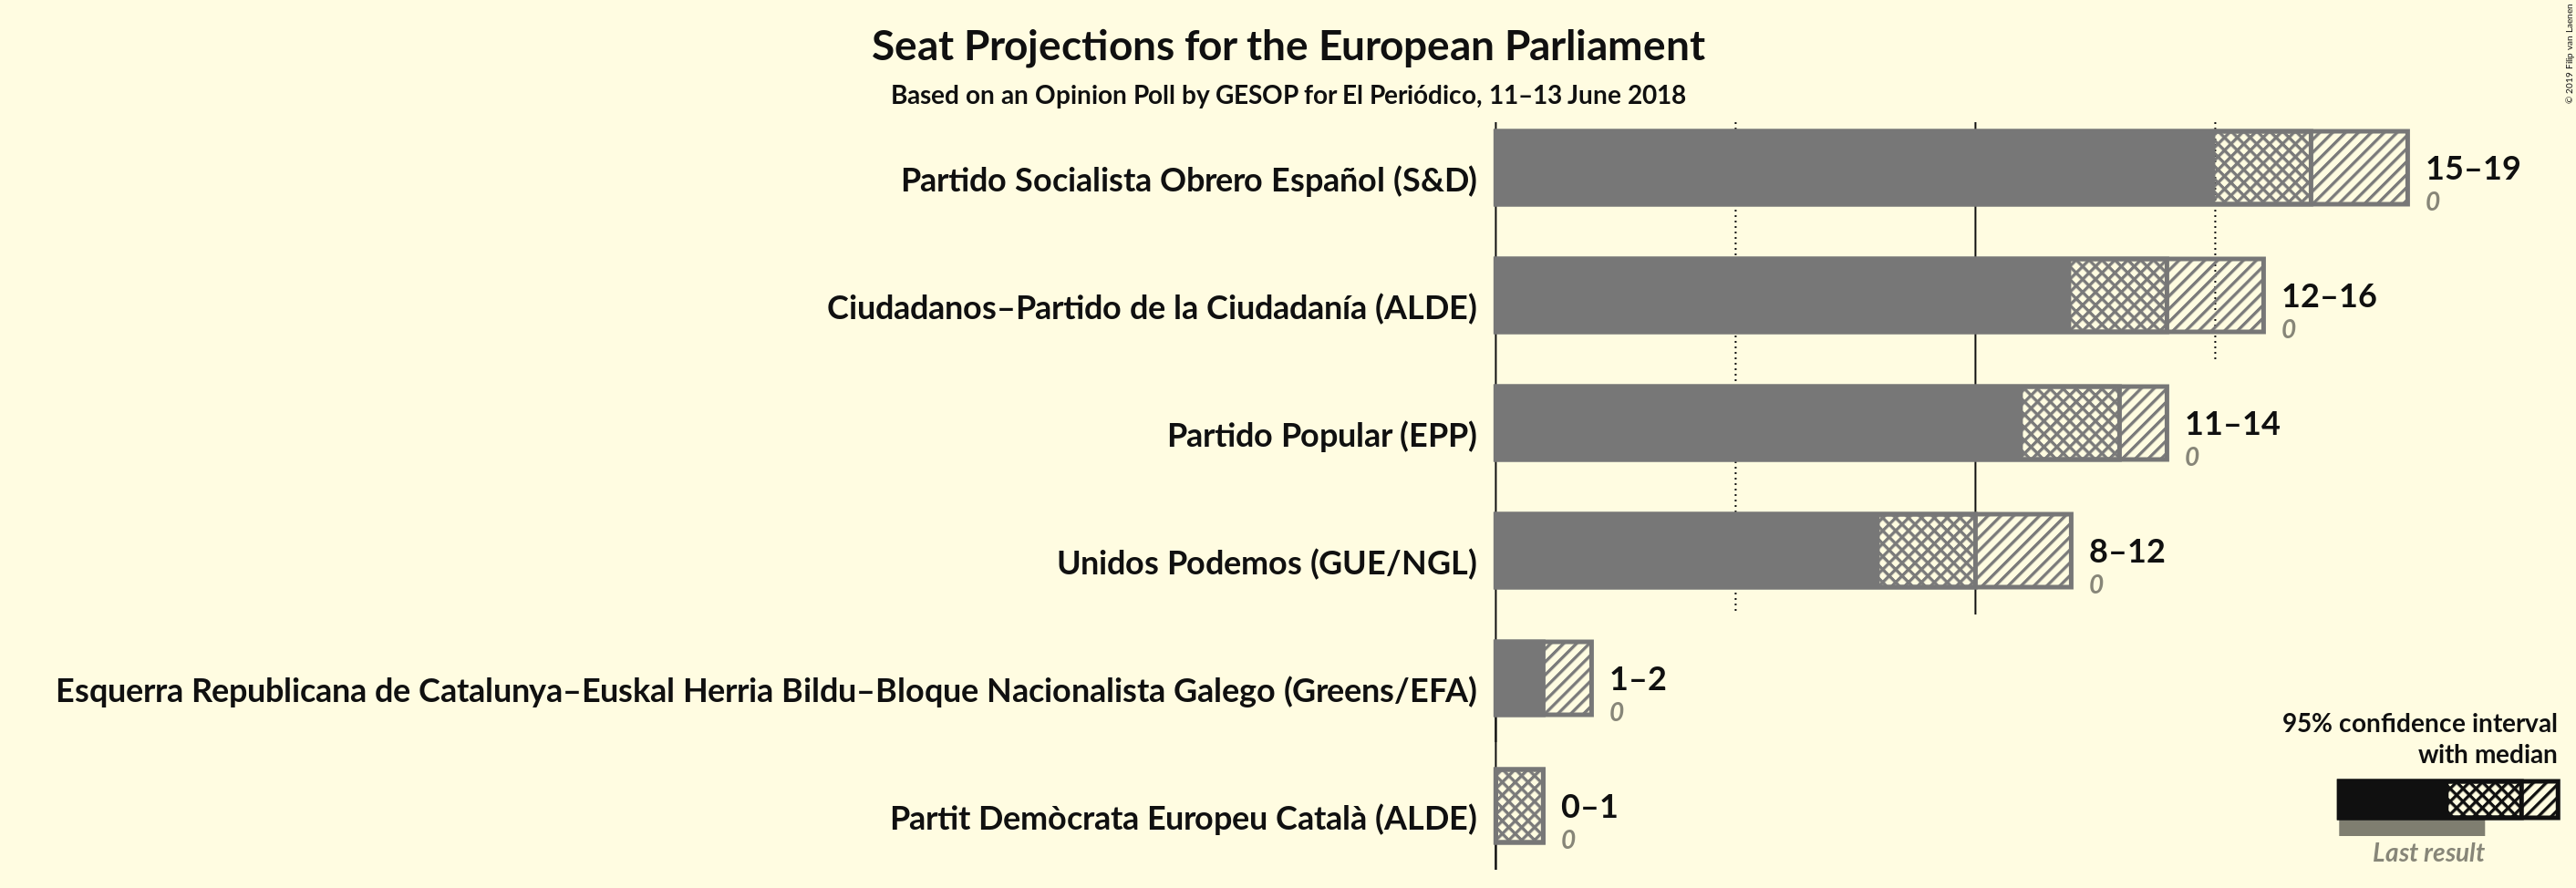 Seat Projections for the European Parliament
Based on an Opinion Poll by GESOP for El Periódico, 11–13 June 2018
© 2019 Filip van Laenen
Partido Socialista Obrero Español (S&D)
15–19
0
Ciudadanos–Partido de la Ciudadanía (ALDE)
12–16
0
Partido Popular (EPP)
11–14
0
Unidos Podemos (GUE/NGL)
8–12
0
Esquerra Republicana de Catalunya–Euskal Herria Bildu–Bloque Nacionalista Galego (Greens/EFA)
1–2
0
Partit Demòcrata Europeu Català (ALDE)
0–1
0
95% confidence interval
with median
Last result